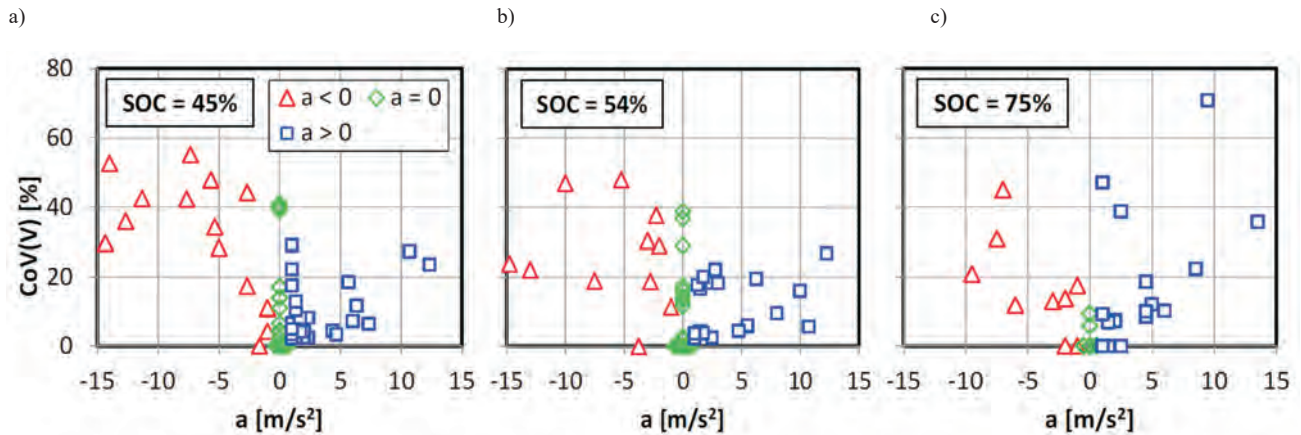 a) b) c)
80
60
40
20
0
CoV(V) [%]
SOC = 45%
a < 0 a = 0
a > 0
-15 -10 -5 0 5 10 15
a [m/s²]
SOC = 54%
-15 -10 -5 0 5 10 15
a [m/s²]
SOC = 75%
-15 -10 -5 0 5 10 15
a [m/s²]